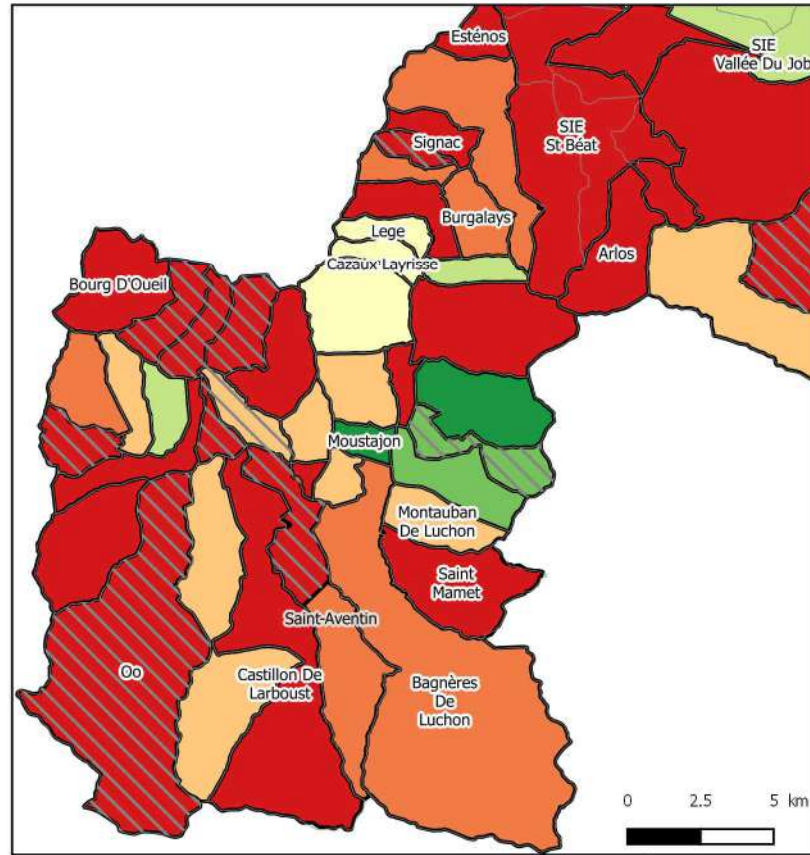 Esténos
SIE
Vallée Du Job
Signac
SIE
St Béat
Burgalays
Lege
Cazaux Layrisse
Arlos
Bourg D'Oueil
Moustajon
Montauban
De Luchon
Saint
Mamet
Saint-Aventin
Oo
Castillon De
Larboust
Bagnères
De
Luchon
0 2.5 5 km